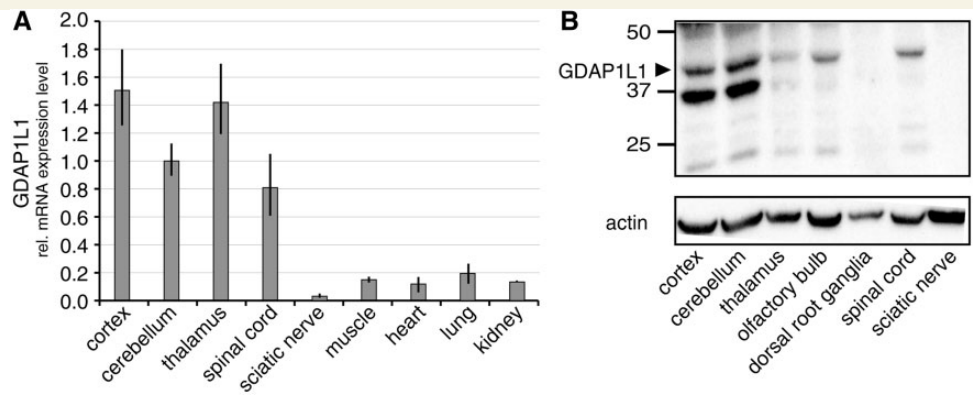 A
GDAP1L1
rel. mRNA expression level
2.0
1.8
1.6
1.4
1.2
1.0
0.8
0.6
0.4
0.2
0.0
cortex
cerebellum
thalamus
spinal cord
sciatic nerve
muscle
heart
lung
kidney
B
50
GDAP1L1
37
25
actin
cortex
cerebellum
thalamus
olfactory bulb
dorsal root ganglia
spinal cord
sciatic nerve